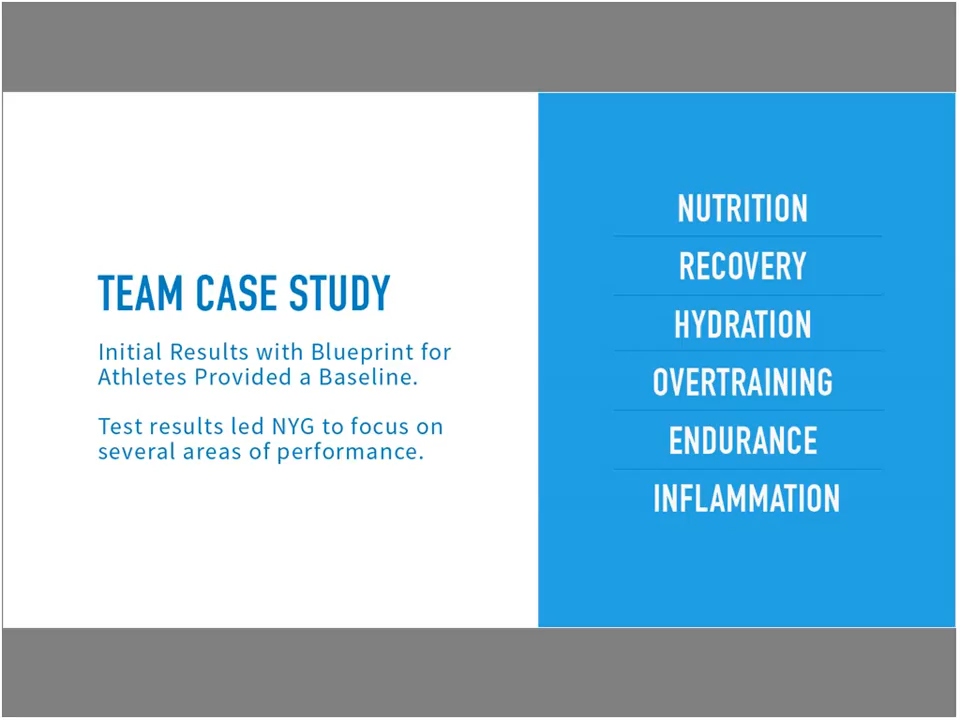 TEAM CASE STUDY
Initial Results with Blueprint for
Athletes Provided a Baseline.
Test results led NYG to focus on
several areas of performance.
NUTRITION
RECOVERY
HYDRATION
OVERTRAINING
ENDURANCE
INFLAMMATION